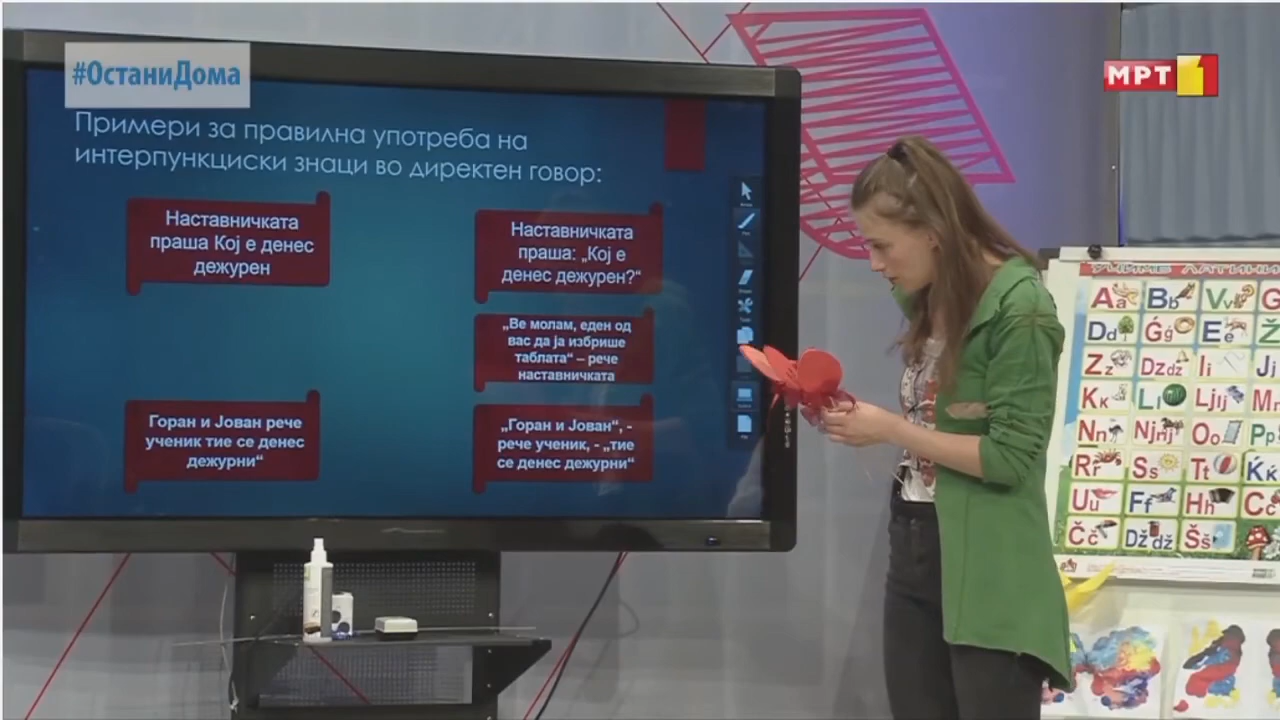 #ОстаниДома
МРТ 1
Примери за правилна употреба на
интерпункциски знаци во директен говор:
Наставничката
праша Кој е денес
дежурен
Наставничката
праша: „Кој е
денес дежурен?“
„Ве молам, еден од
вас да ја избрише
таблата“ – рече
наставничката
Горан и Јован рече
ученик тие се денес
дежурни“
„Горан и Јован“, -
рече ученик, - „тие
се денес дежурни“
УЧИМЕ ЛАТИНИ
Aa Bb Vv G
Dd Ǵǵ Ee Ž
Zz Dzdz Ii Jj
Kk Ll Ljlj M
Nn Njnj Oo Pp
Rr Ss Tt Ḱḱ
Uu Ff Hh C
Čč Dždž Šš